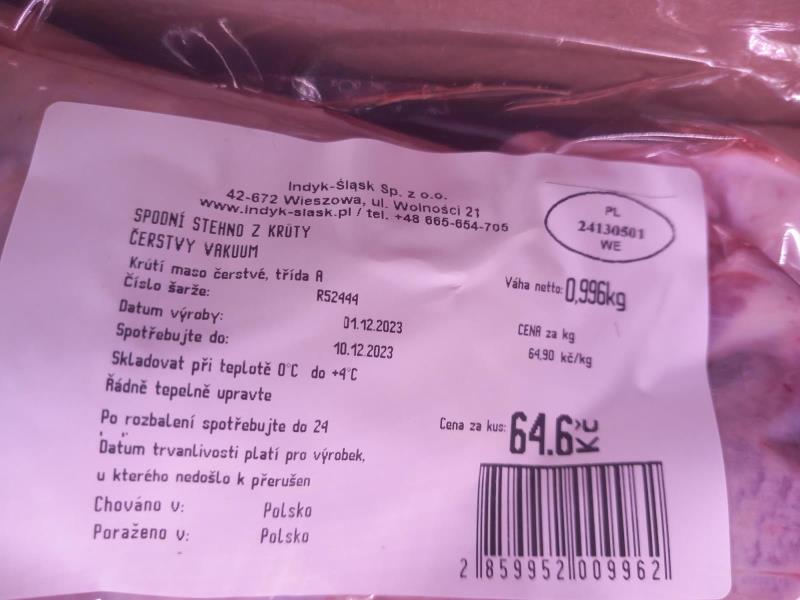 Indyk-Śląsk Sp. z o.o.
42-672 Wieszowa, ul. Wolności 21
www.indyk-slask.pl / tel. +48 665-654-705
PL
24130501
WE
SPODNÍ STEHNO Z KRŮTY
ČERSTVÝ VAKUUM
Krůtí maso čerstvé, třída A
Číslo šarže: R52444
Datum výroby: 01.12.2023
Spotřebujte do: 10.12.2023
Skladovat při teplotě 0°C do +4°C
Řádně tepelně upravte
Po rozbalení spotřebujte do 24
Datum trvanlivosti platí pro výrobek,
u kterého nedošlo k přerušen
Chováno v: Polsko
Poraženo v: Polsko
Váha netto: 0,996kg
CENA za kg
64,90 kč/kg
Cena za kus: 64.6 Kč
2 859952 009962